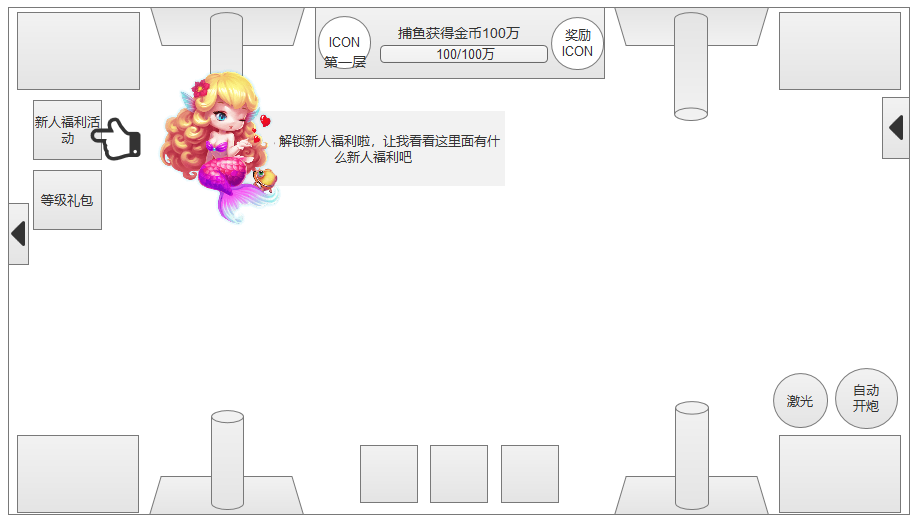 ICON
第一层
捕鱼获得金币100万
100/100万
奖励
ICON
新人福利活
动
解锁新人福利啦，让我看看这里面有什
么新人福利吧
等级礼包
激光
自动
开炮